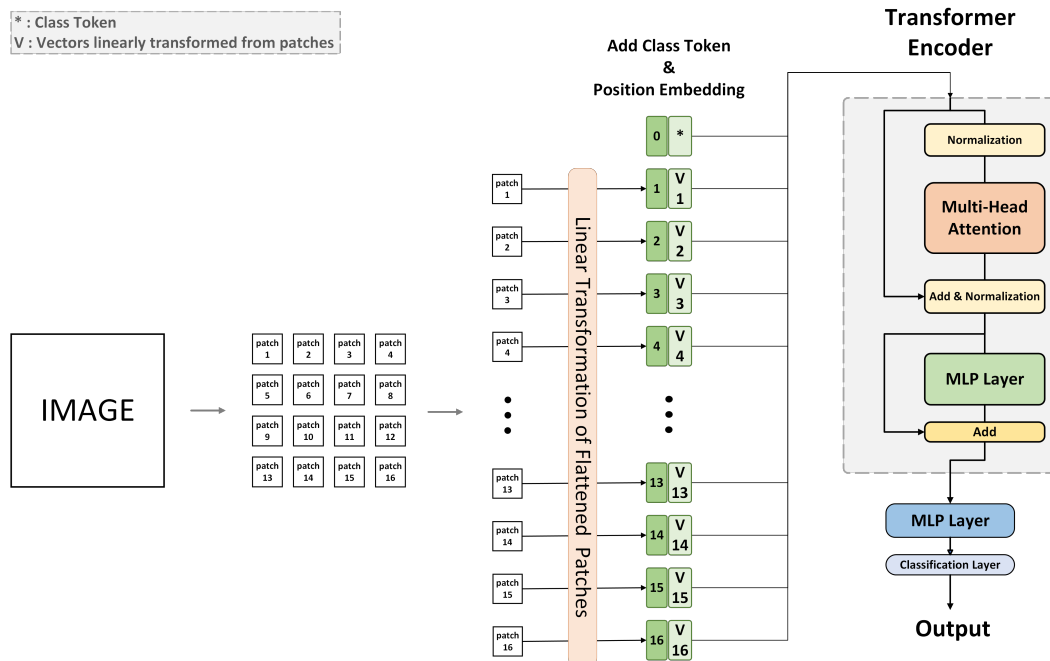 * : Class Token
V : Vectors linearly transformed from patches
Add Class Token
&
Position Embedding
Transformer
Encoder
IMAGE
patch
1
patch
2
patch
3
patch
4
patch
5
patch
6
patch
7
patch
8
patch
9
patch
10
patch
11
patch
12
patch
13
patch
14
patch
15
patch
16
patch
1
patch
2
patch
3
patch
4
patch
13
patch
14
patch
15
patch
16
Linear Transformation of Flattened Patches
0
*
1
V
1
2
V
2
3
V
3
4
V
4
13
V
13
14
V
14
15
V
15
16
V
16
Normalization
Multi-Head
Attention
Add & Normalization
MLP Layer
Add
MLP Layer
Classification Layer
Output